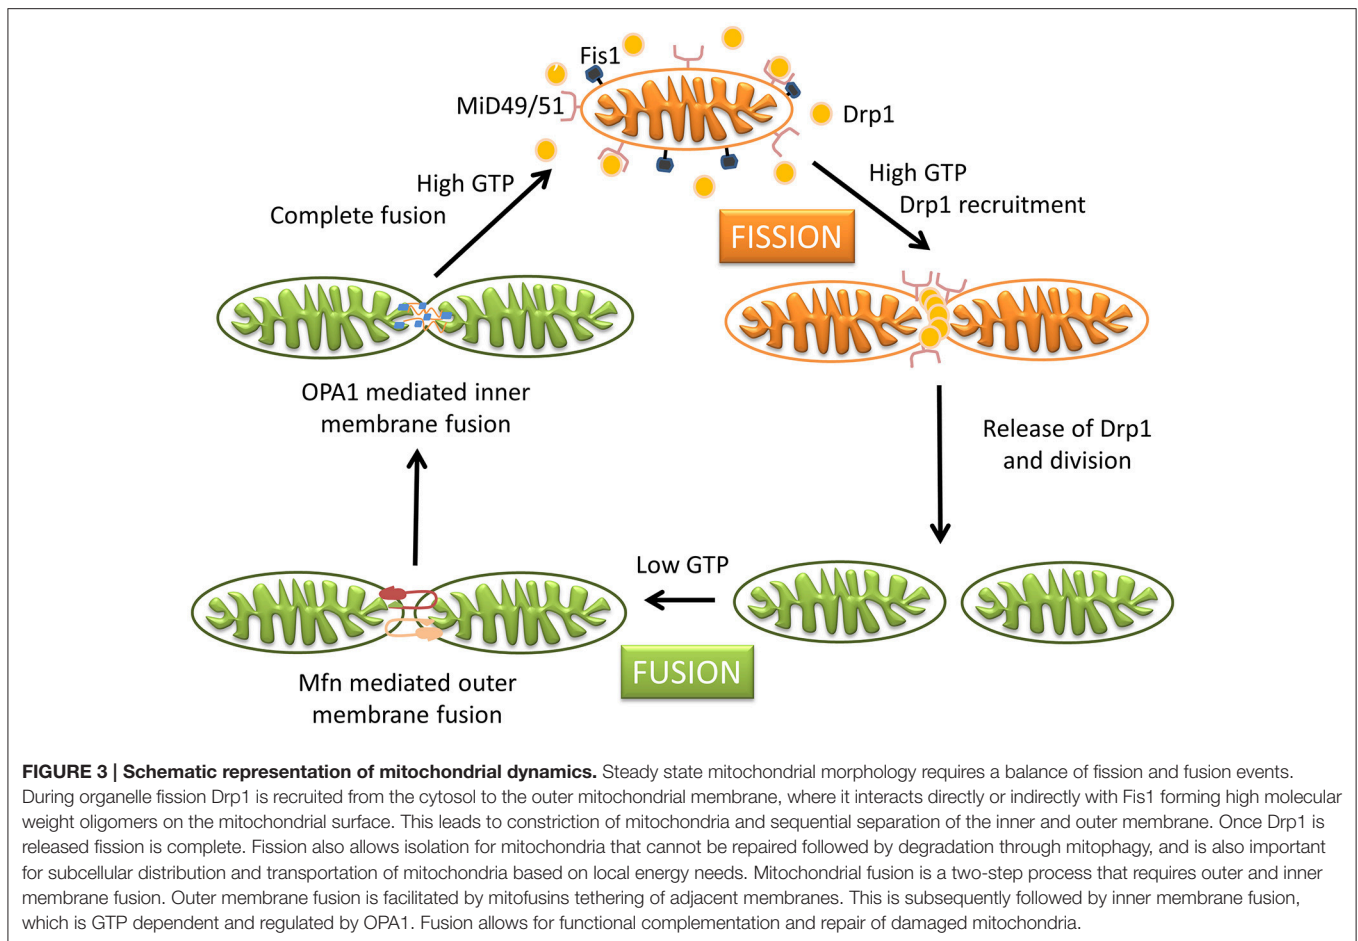 Fis1
MiD49/51
Drp1
High GTP
Complete fusion
High GTP
Drp1 recruitment
FISSION
OPA1 mediated inner
membrane fusion
Release of Drp1
and division
Low GTP
FUSION
Mfn mediated outer
membrane fusion
FIGURE 3 | Schematic representation of mitochondrial dynamics. Steady state mitochondrial morphology requires a balance of fission and fusion events.
During organelle fission Drp1 is recruited from the cytosol to the outer mitochondrial membrane, where it interacts directly or indirectly with Fis1 forming high molecular
weight oligomers on the mitochondrial surface. This leads to constriction of mitochondria and sequential separation of the inner and outer membrane. Once Drp1 is
released fission is complete. Fission also allows isolation for mitochondria that cannot be repaired followed by degradation through mitophagy, and is also important
for subcellular distribution and transportation of mitochondria based on local energy needs. Mitochondrial fusion is a two-step process that requires outer and inner
membrane fusion. Outer membrane fusion is facilitated by mitofusins tethering of adjacent membranes. This is subsequently followed by inner membrane fusion,
which is GTP dependent and regulated by OPA1. Fusion allows for functional complementation and repair of damaged mitochondria.